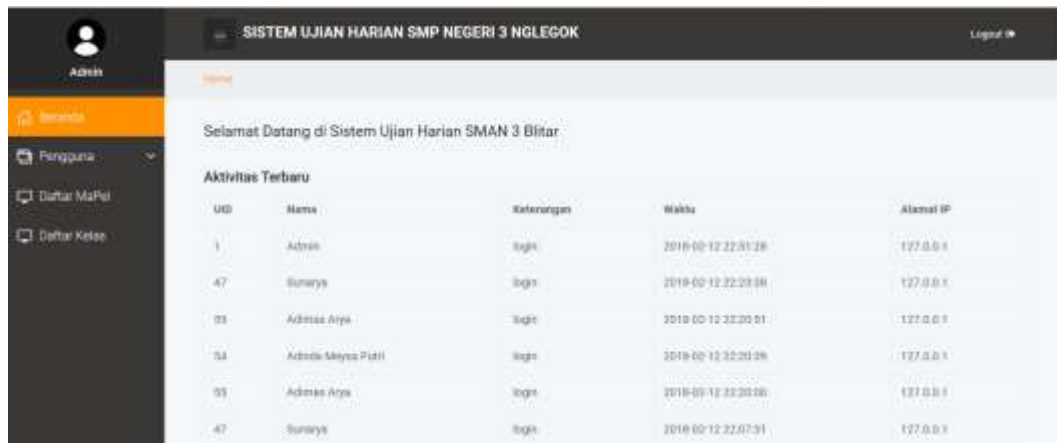 SISTEM UJIAN HARIAN SMP NEGERI 3 NGLEGOK
Logout
Admin
Home
Beranda
Selamat Datang di Sistem Ujian Harian SMAN 3 Blitar
Pengguna
Aktivitas Terbaru
Daftar MaPel
Daftar Kelas
UID Nama Keterangan Waktu Alamat IP
1 Admin login 127.0.0.1
47 Sunarya login 127.0.0.1
Adimas Arya login 127.0.0.1
54 Adinda Meysa Putri login 127.0.0.1
55 Adimas Arya login 127.0.0.1
47 Sunarya login 127.0.0.1